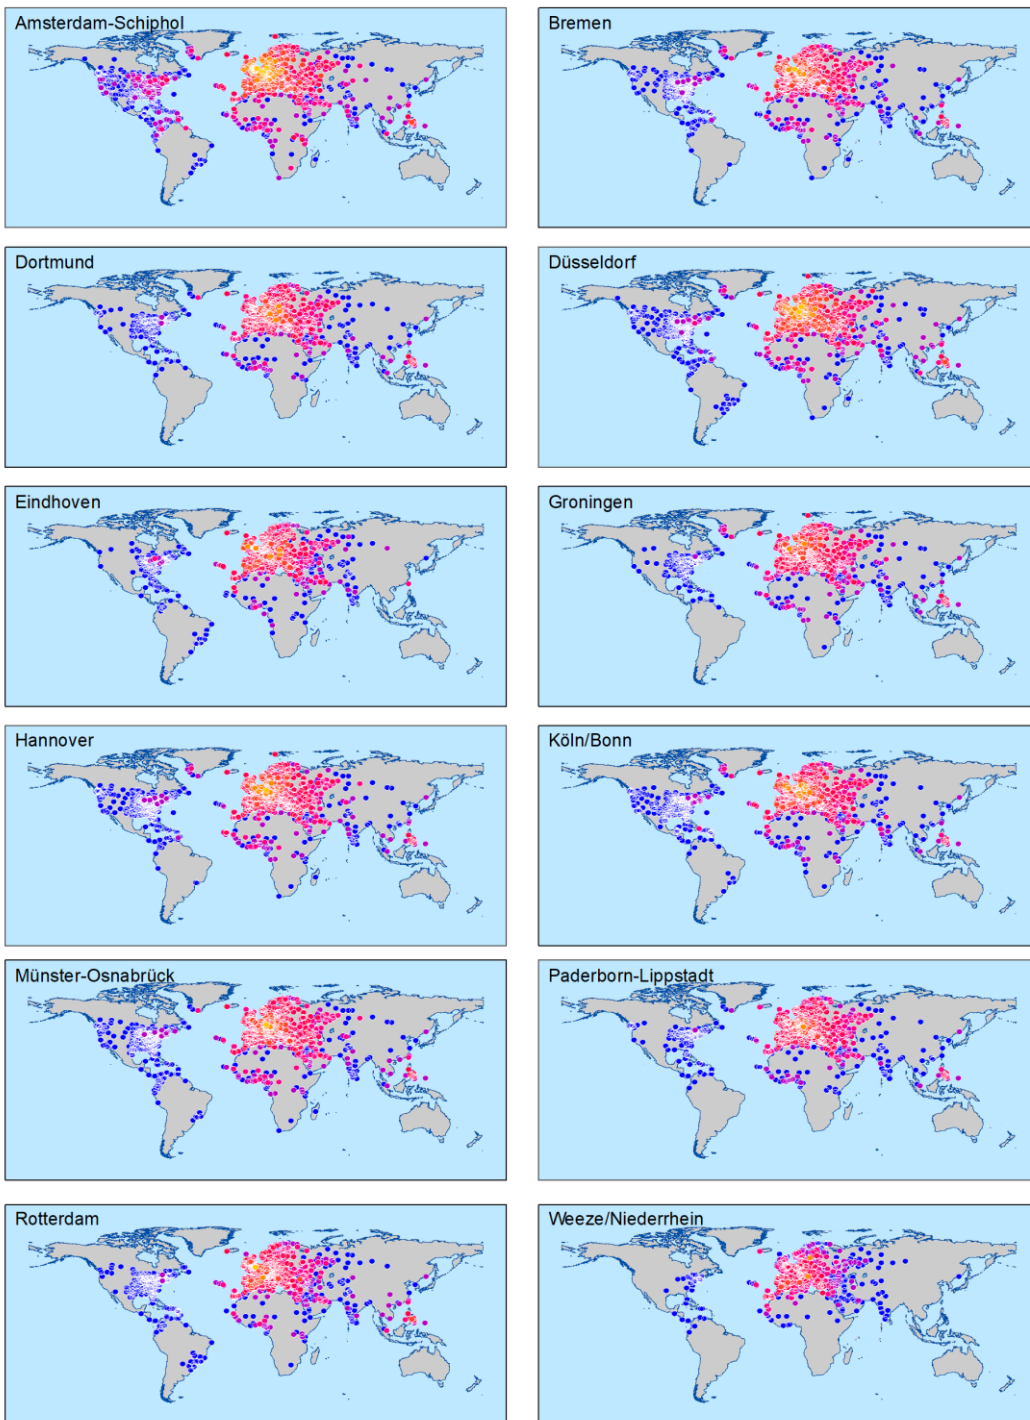 Amsterdam-Schiphol
Bremen
Dortmund
Düsseldorf
Eindhoven
Groningen
Hannover
Köln/Bonn
Münster-Osnabrück
Paderborn-Lippstadt
Rotterdam
Weeze/Niederrhein